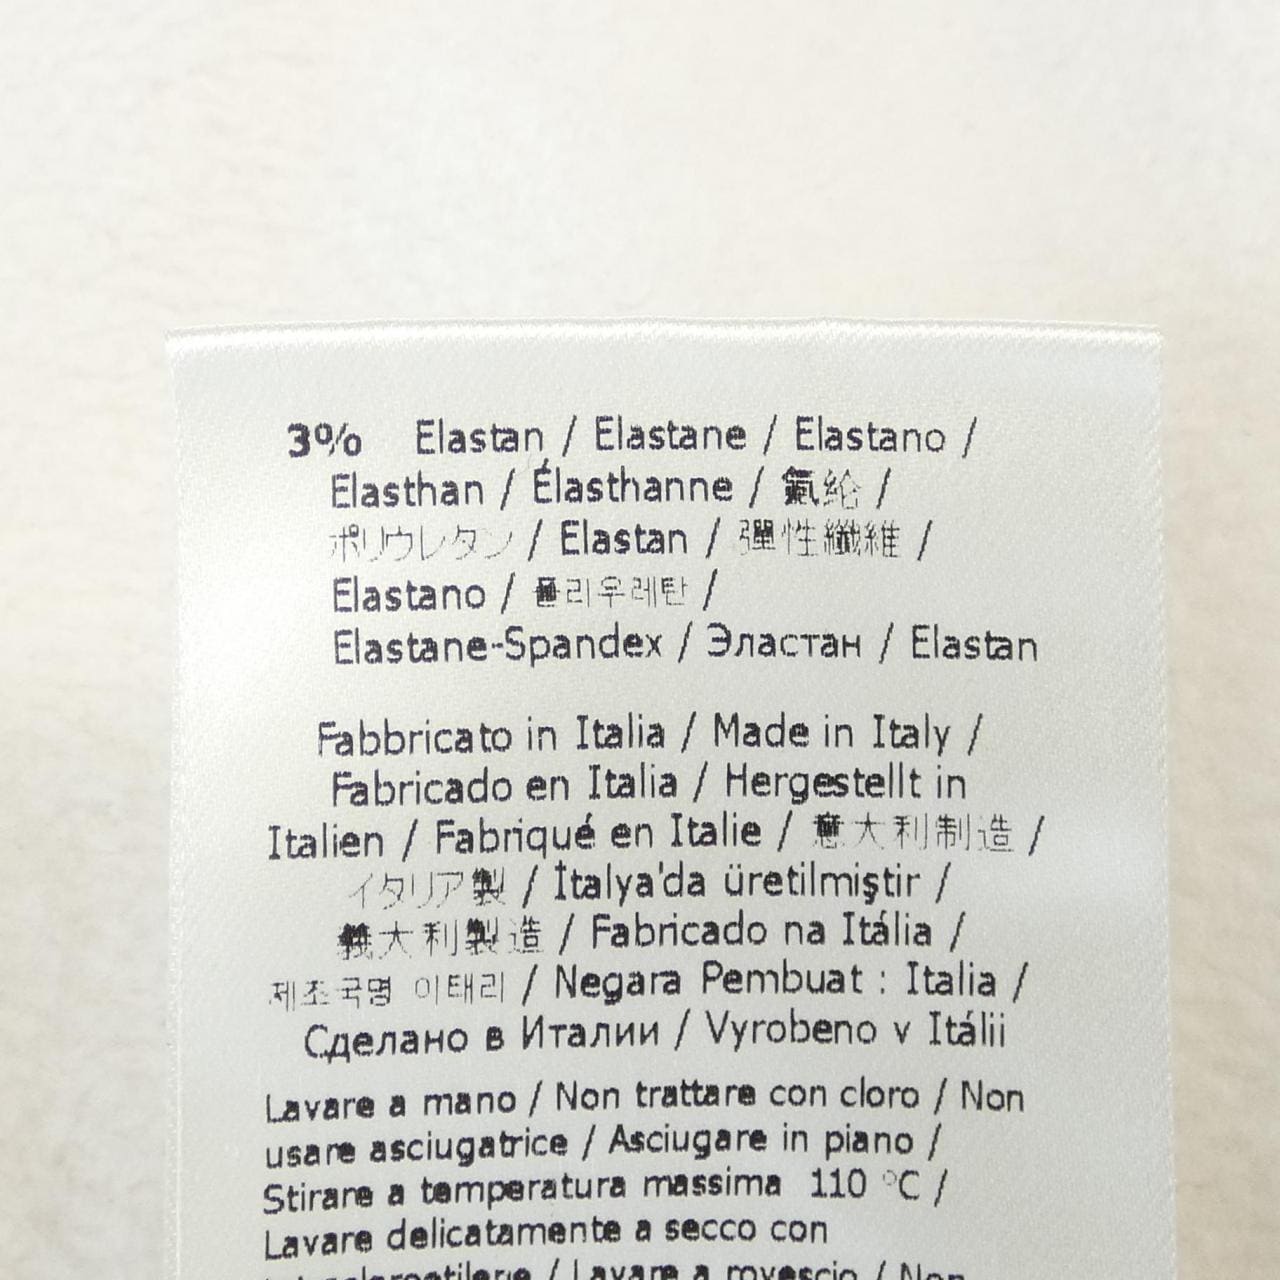 3% Elastan / Elastane / Elastano /
Elasthan / Élasthanne / 氨纶 /
ポリウレタン / Elastan / 彈性纖維 /
Elastano / 폴리우레탄 /
Elastane-Spandex / Эластан / Elastan
Fabbricato in Italia / Made in Italy /
Fabricado en Italia / Hergestellt in
Italien / Fabriqué en Italie / 意大利制造 /
イタリア製 / İtalya'da üretilmiştir /
義大利製造 / Fabricado na Itália /
제조국명 이태리 / Negara Pembuat : Italia /
Сделано в Италии / Vyrobeno v Itálii
Lavare a mano / Non trattare con cloro / Non
usare asciugatrice / Asciugare in piano /
Stirare a temperatura massima 110 °C /
Lavare delicatamente a secco con
/ Lavare a rovescio / Non